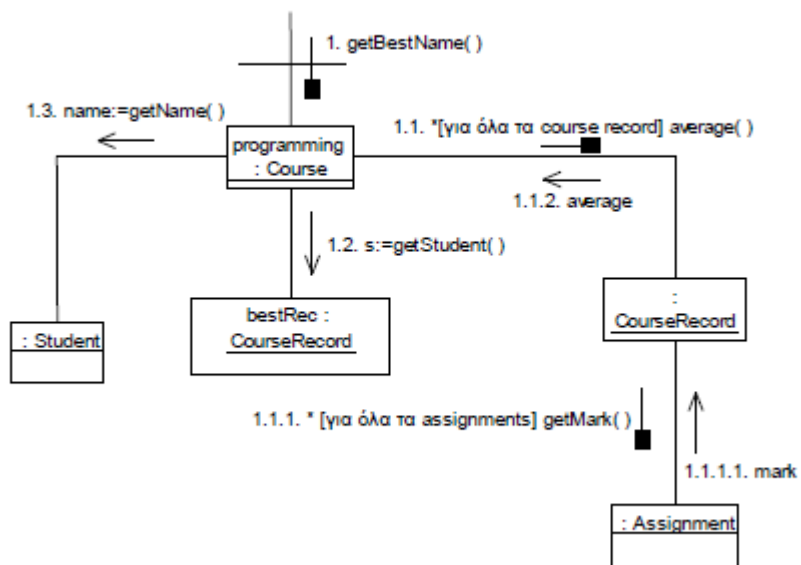 1. getBestName( )
1.3. name:=getName( )
1.1. *[για όλα τα course record] average( )
programming
: Course
1.1.2. average
1.2. s:=getStudent( )
bestRec :
CourseRecord
:
CourseRecord
: Student
1.1.1. * [για όλα τα assignments] getMark( )
1.1.1.1. mark
: Assignment